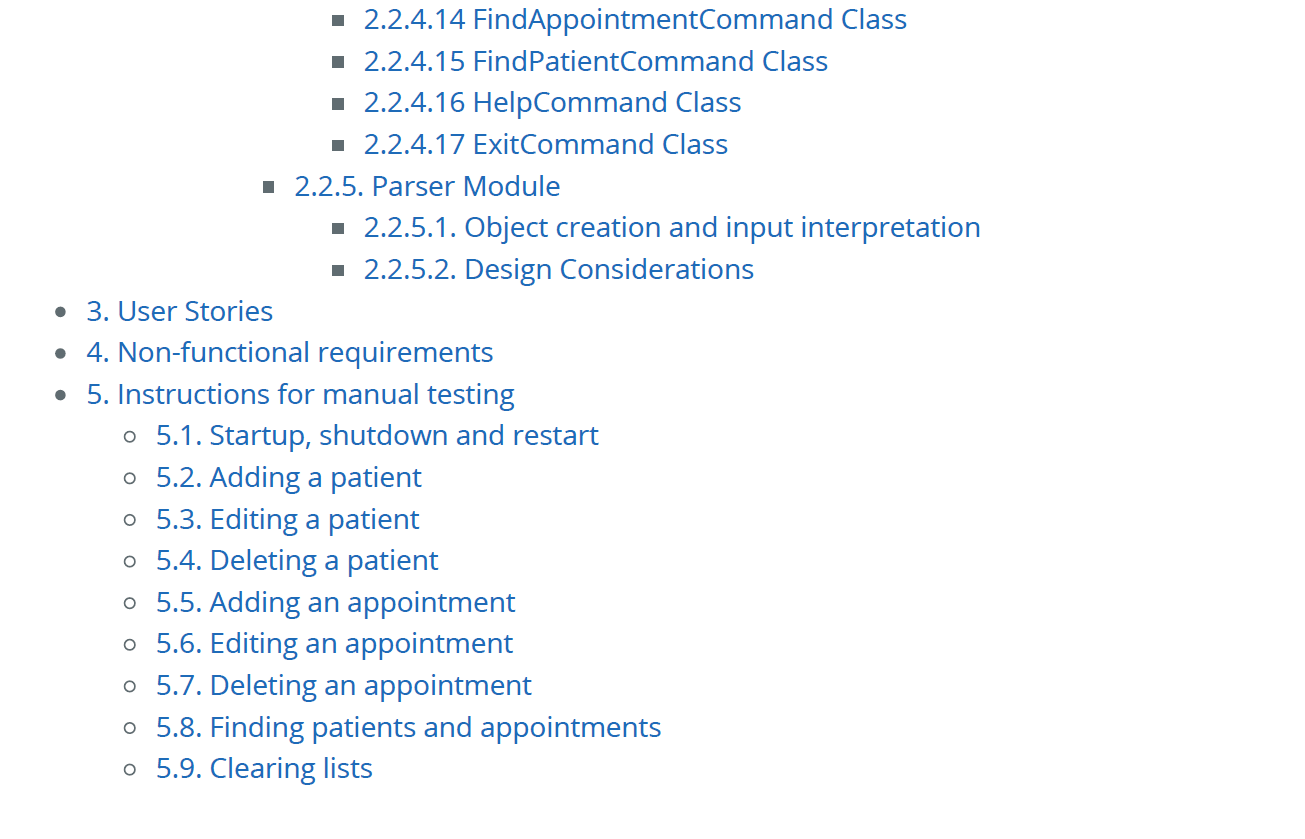 2.2.4.14 FindAppointmentCommand Class
2.2.4.15 FindPatientCommand Class
2.2.4.16 HelpCommand Class
2.2.4.17 ExitCommand Class
2.2.5. Parser Module
2.2.5.1. Object creation and input interpretation
2.2.5.2. Design Considerations
3. User Stories
4. Non-functional requirements
5. Instructions for manual testing
5.1. Startup, shutdown and restart
5.2. Adding a patient
5.3. Editing a patient
5.4. Deleting a patient
5.5. Adding an appointment
5.6. Editing an appointment
5.7. Deleting an appointment
5.8. Finding patients and appointments
5.9. Clearing lists